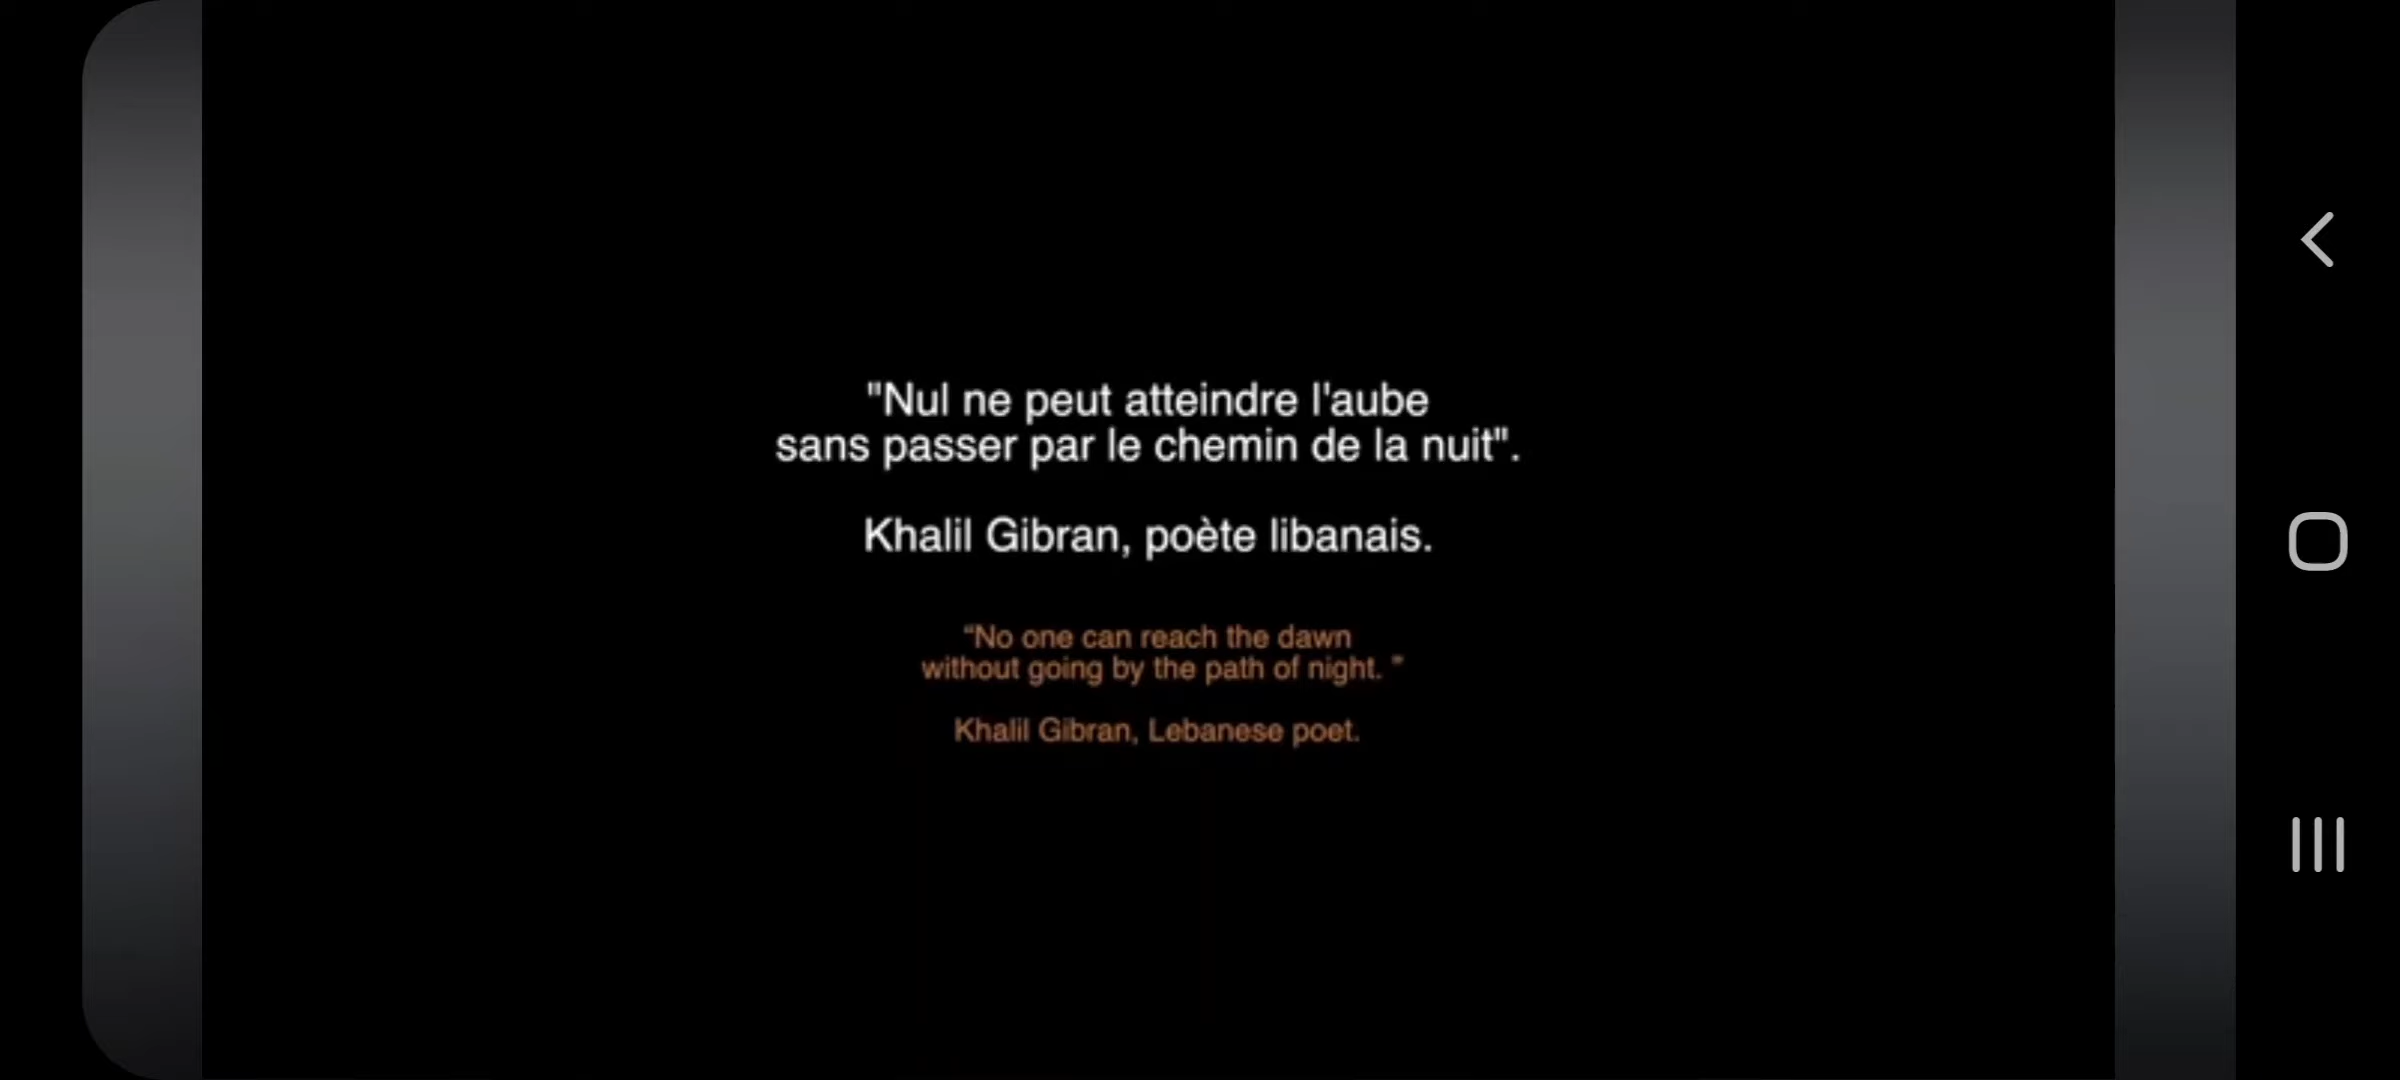 "Nul ne peut atteindre l'aube
sans passer par le chemin de la nuit".
Khalil Gibran, poète libanais.
“No one can reach the dawn
without going by the path of night. ”
Khalil Gibran, Lebanese poet.